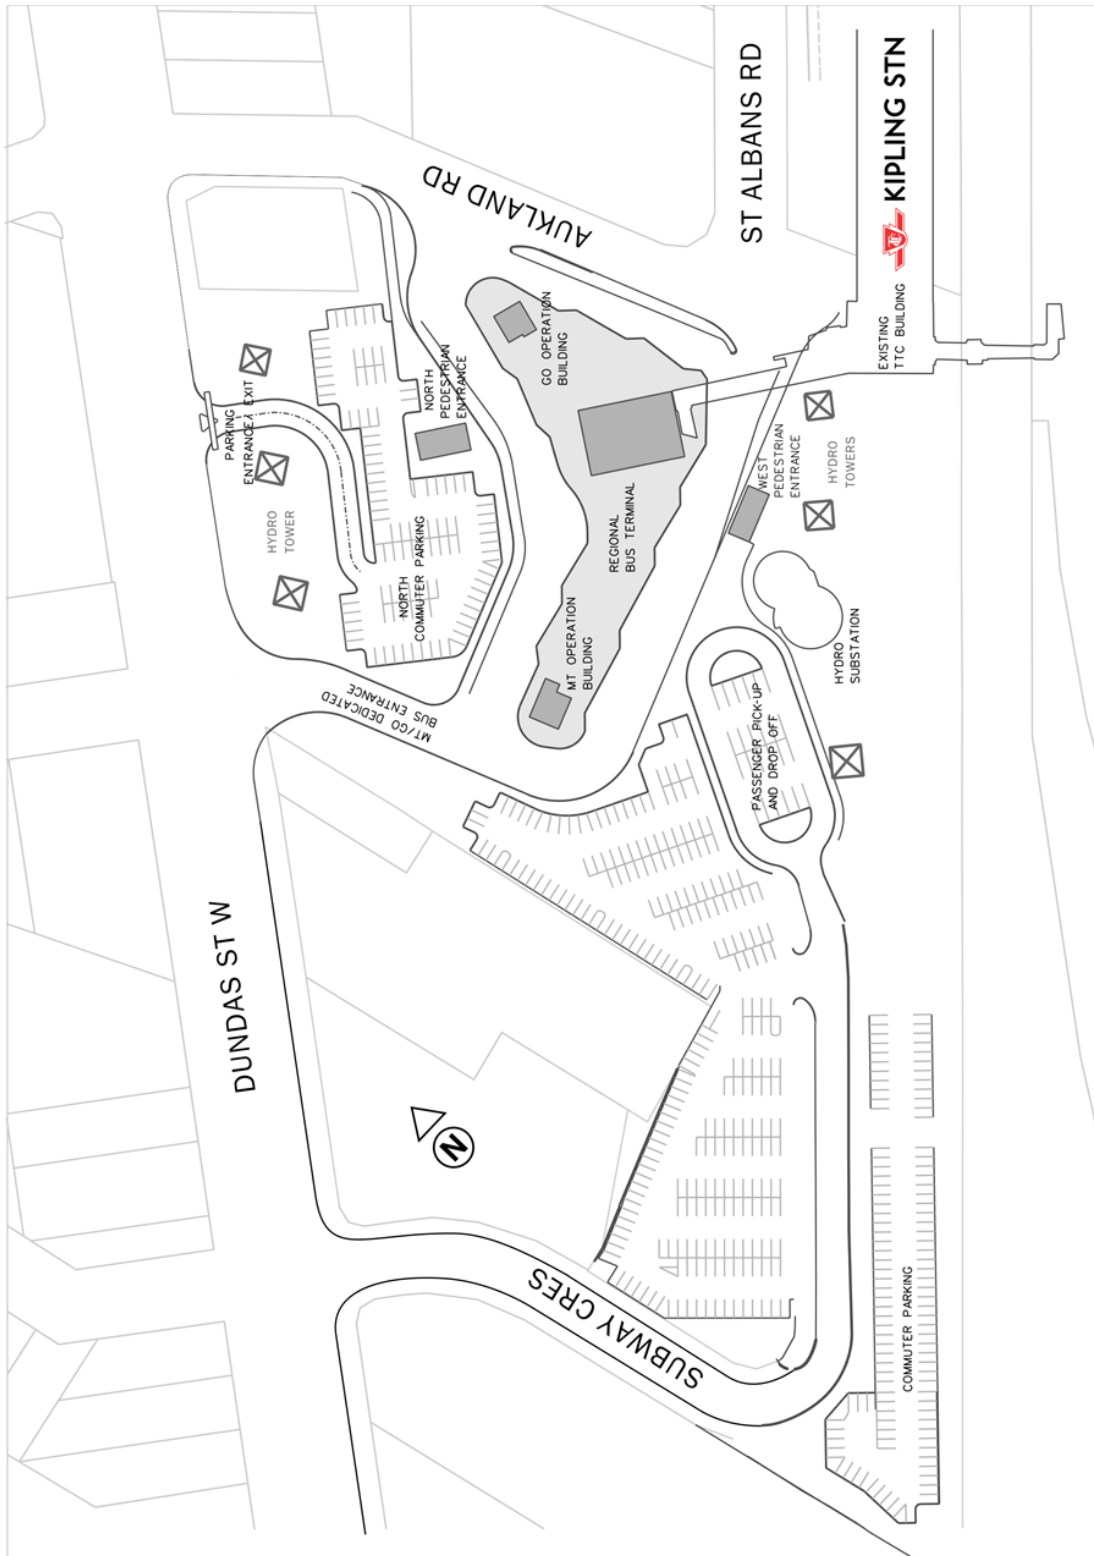 DUNDAS ST W
AUKLAND RD
ST ALBANS RD
KIPLING STN
EXISTING
TTC BUILDING
PARKING
ENTRANCE / EXIT
HYDRO
TOWER
NORTH
PEDESTRIAN
ENTRANCE
NORTH
COMMUTER PARKING
MT/GO DEDICATED
BUS ENTRANCE
GO OPERATION
BUILDING
REGIONAL
BUS TERMINAL
MT OPERATION
BUILDING
WEST
PEDESTRIAN
ENTRANCE
HYDRO
TOWERS
HYDRO
SUBSTATION
PASSENGER PICK-UP
AND DROP OFF
N
SUBWAY CRES
COMMUTER PARKING